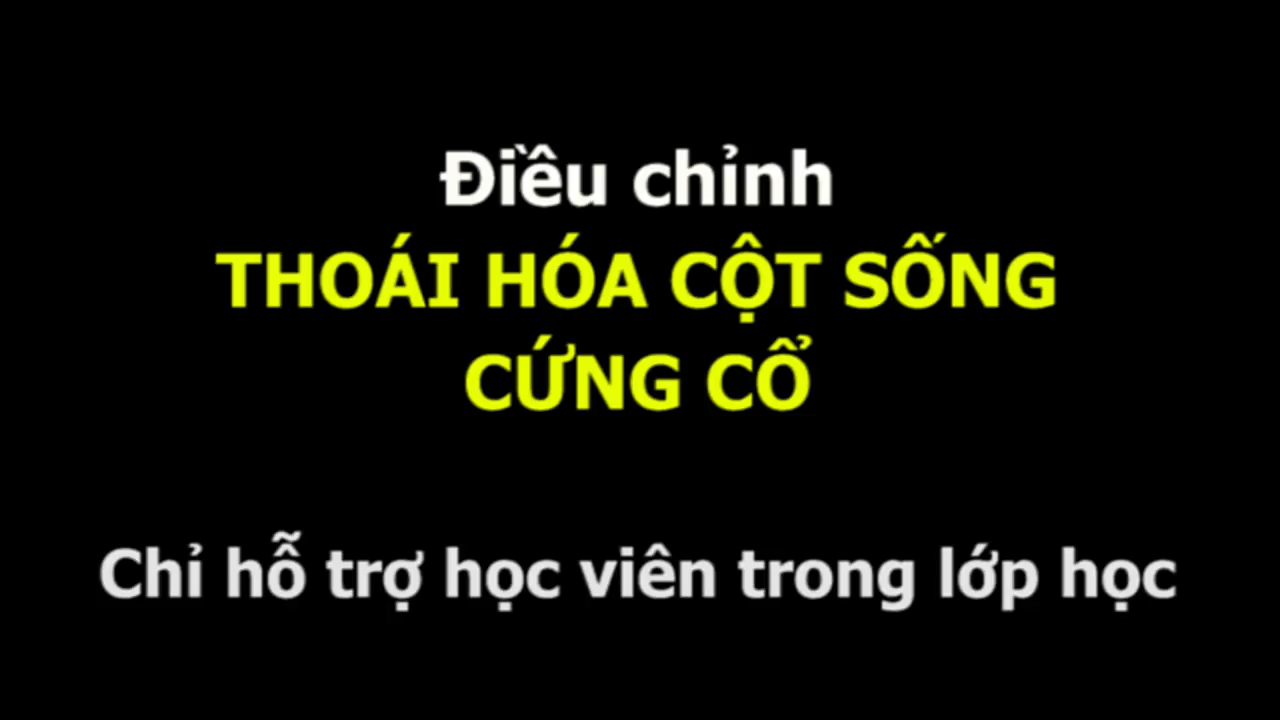 Điều chỉnh
THOÁI HÓA CỘT SỐNG
CỨNG CỔ
Chỉ hỗ trợ học viên trong lớp học